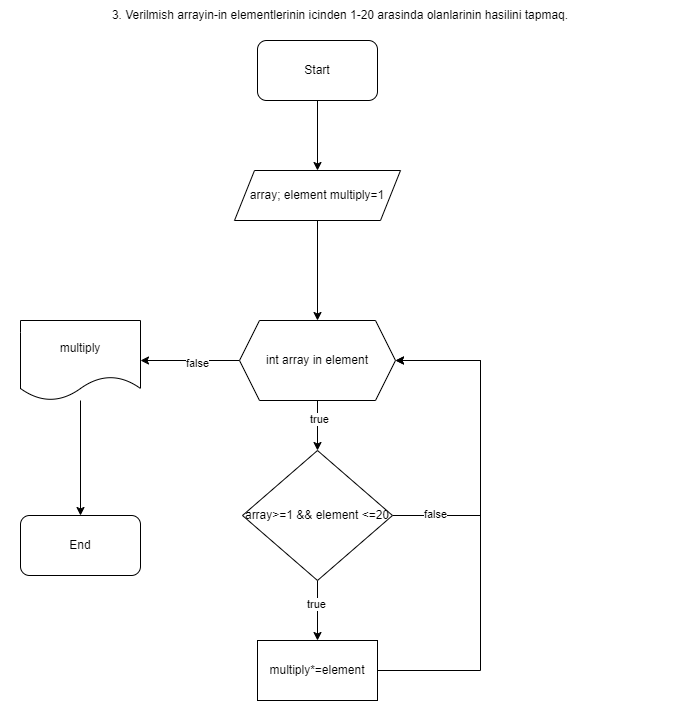 3. Verilmish arrayin-in elementlerinin icinden 1-20 arasinda olanlarinin hasilini tapmaq.
Start
array; element multiply=1
int array in element
false
multiply
true
array>=1 && element <=20
false
End
true
multiply*=element